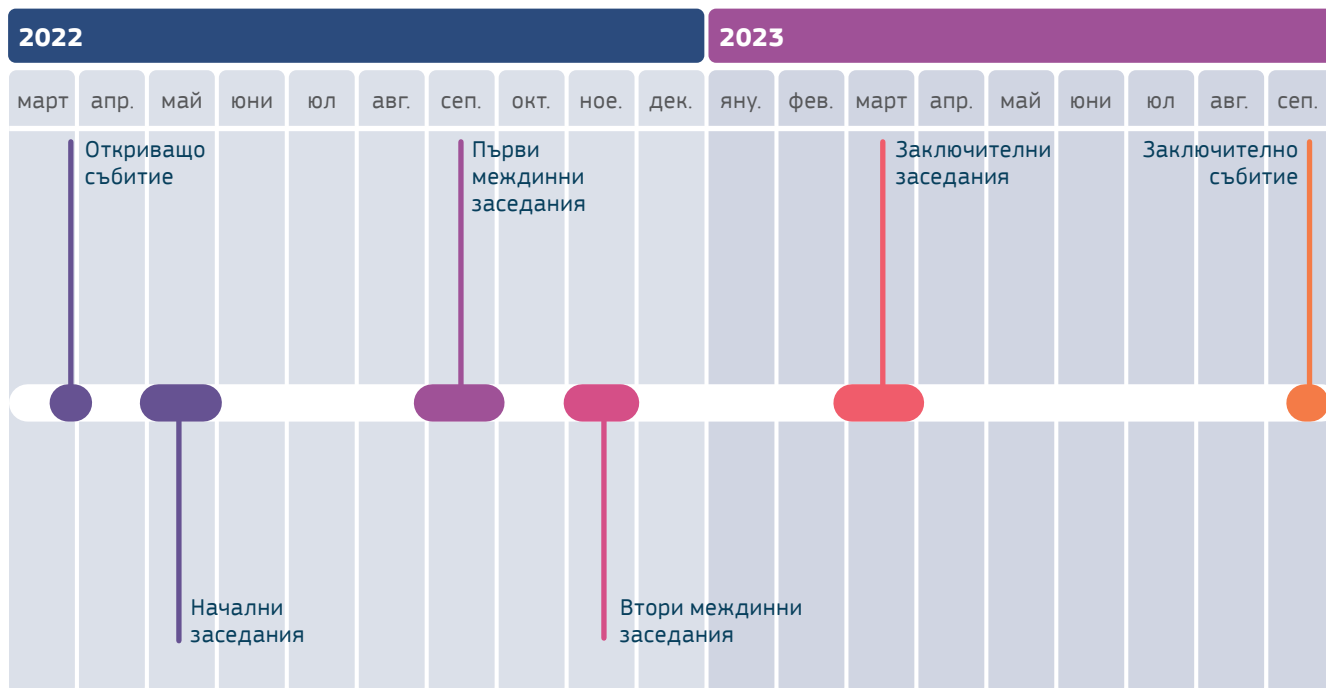 2022
2023
март апр. май юни юл авг. сеп. окт. ное. дек. яну. фев. март апр. май юни юл авг. сеп.
Откриващо
събитие
Първи
междинни
заседания
Заключителни
заседания
Заключително
събитие
Начални
заседания
Втори междинни
заседания